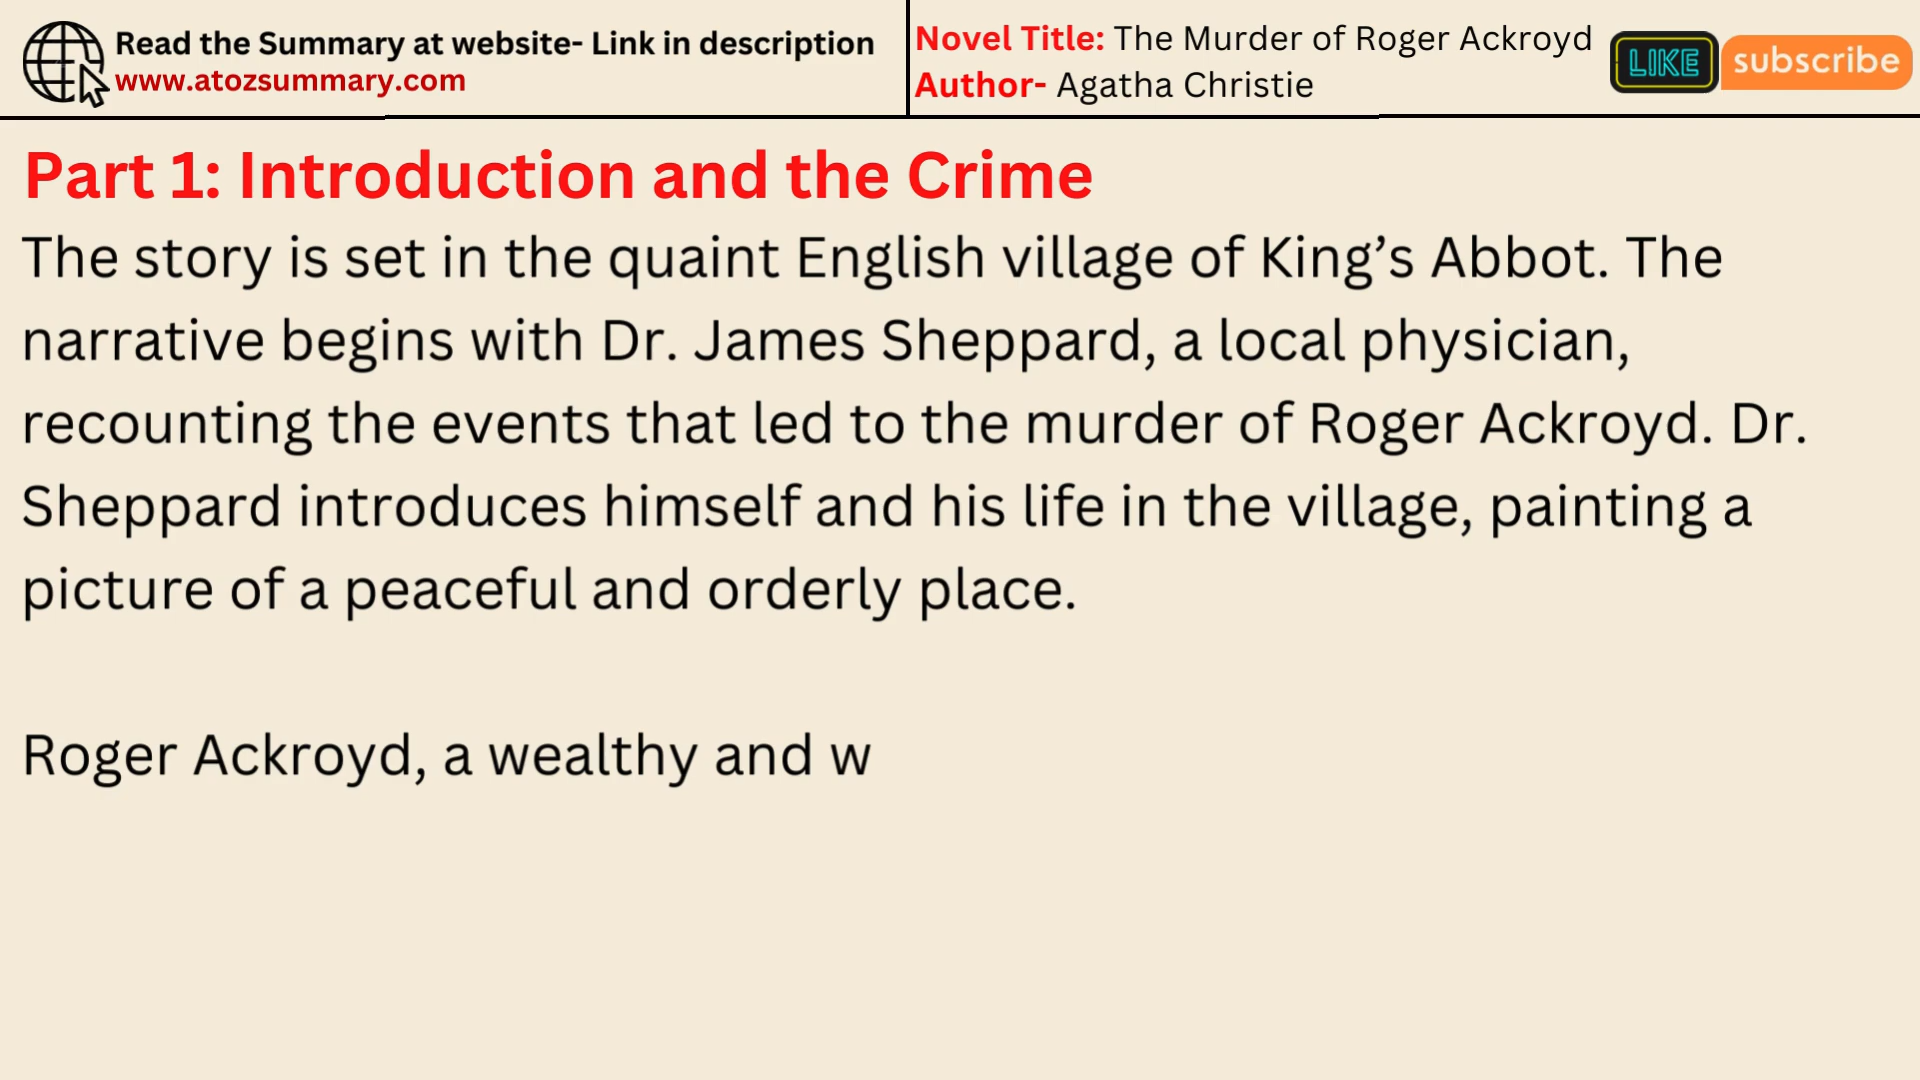 Read the Summary at website- Link in description
www.atozsummary.com
Novel Title: The Murder of Roger Ackroyd
Author- Agatha Christie
LIKE
subscribe
Part 1: Introduction and the Crime
The story is set in the quaint English village of King’s Abbot. The
narrative begins with Dr. James Sheppard, a local physician,
recounting the events that led to the murder of Roger Ackroyd. Dr.
Sheppard introduces himself and his life in the village, painting a
picture of a peaceful and orderly place.
Roger Ackroyd, a wealthy and w